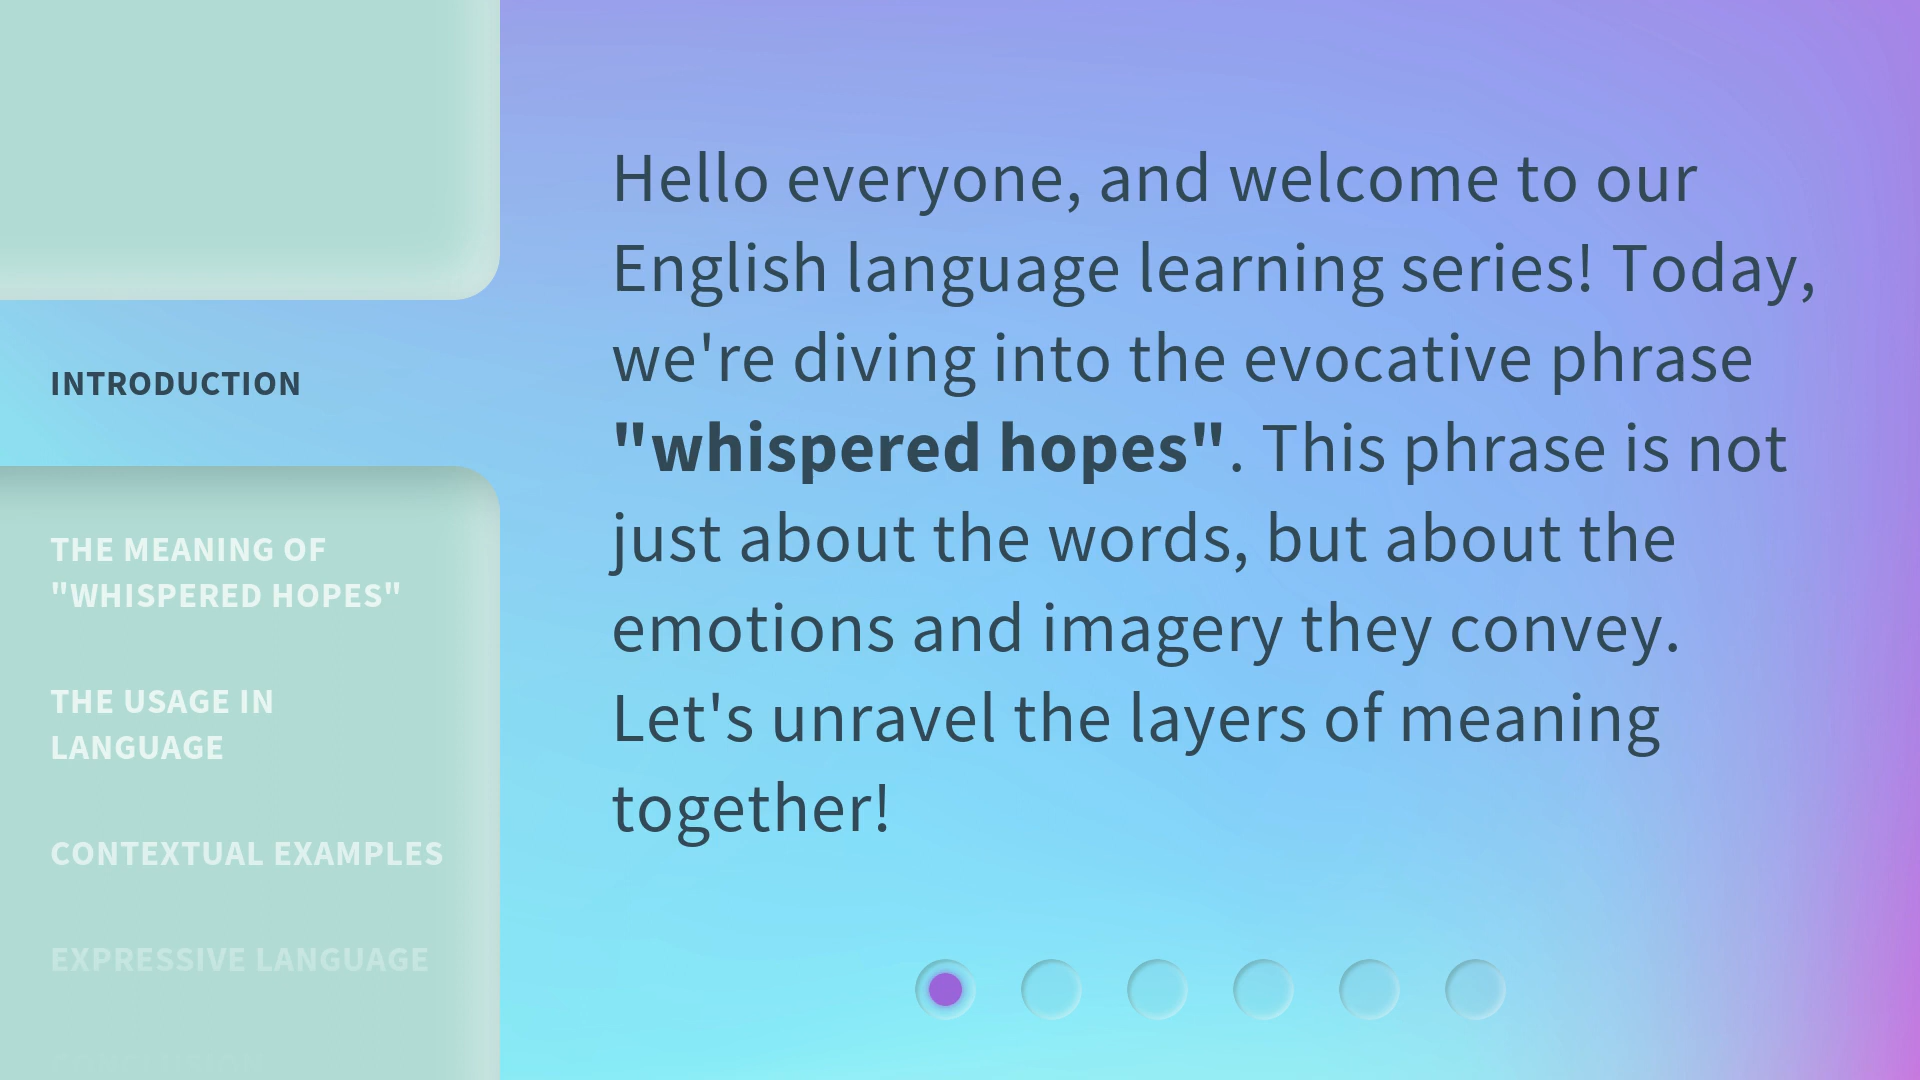 INTRODUCTION
THE MEANING OF
"WHISPERED HOPES"
THE USAGE IN
LANGUAGE
CONTEXTUAL EXAMPLES
EXPRESSIVE LANGUAGE
CONCLUSION
Hello everyone, and welcome to our
English language learning series! Today,
we're diving into the evocative phrase
"whispered hopes". This phrase is not
just about the words, but about the
emotions and imagery they convey.
Let's unravel the layers of meaning
together!